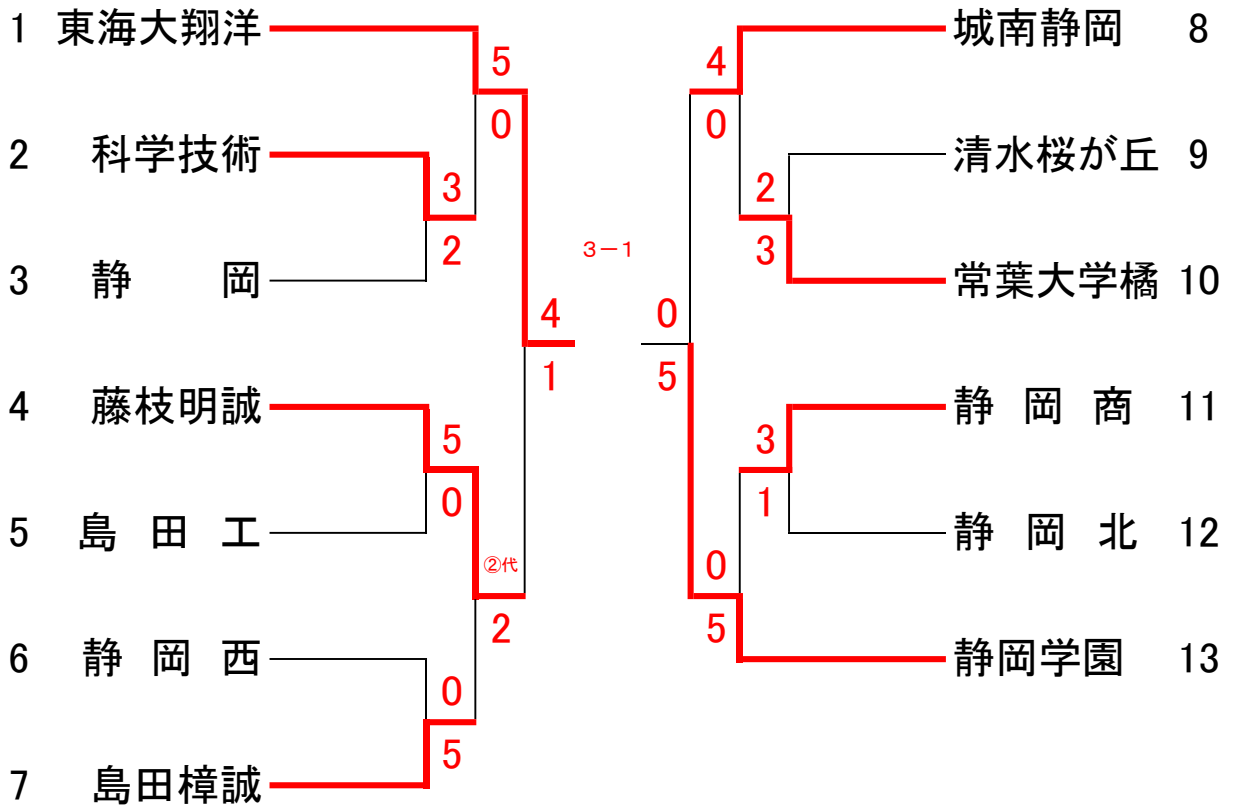 1 東海大翔洋
5
0
2 科学技術
3
2
3 静 岡
4
1
4 藤枝明誠
5
0
5 島 田 工
②代
2
6 静 岡 西
0
5
7 島田樟誠
3－1
城南静岡 8
4
0
清水桜が丘 9
2
3
常葉大学橘 10
0
5
静 岡 商 11
3
1
静 岡 北 12
0
5
静岡学園 13